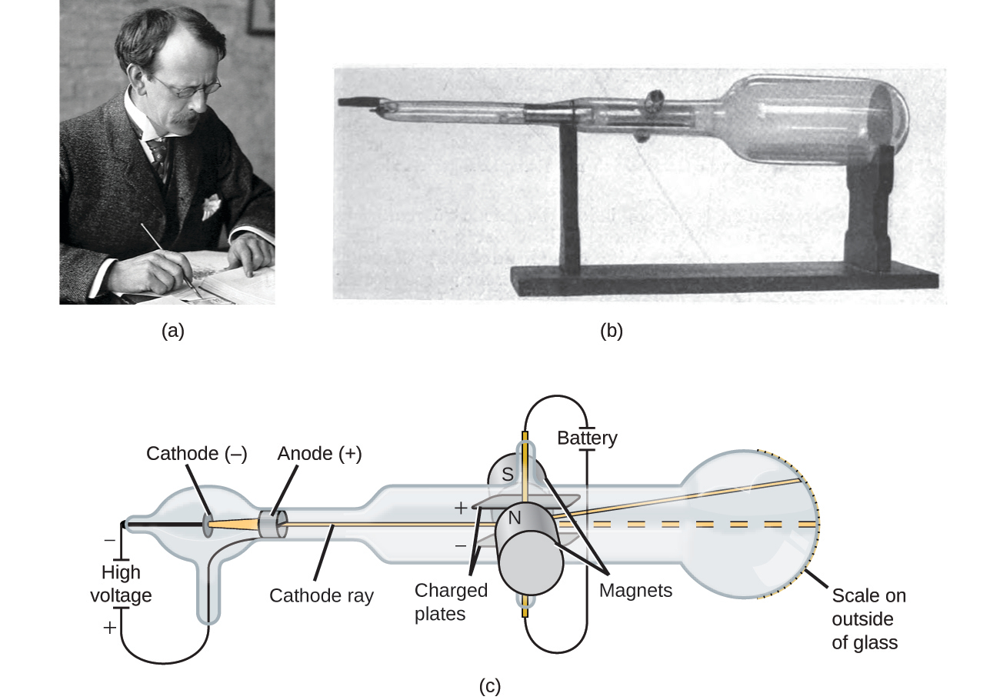 (a)
(b)
Cathode (–)
Anode (+)
Battery
S
+
N
–
–
High
voltage
+
Cathode ray
Charged
plates
Magnets
Scale on
outside
of glass
(c)